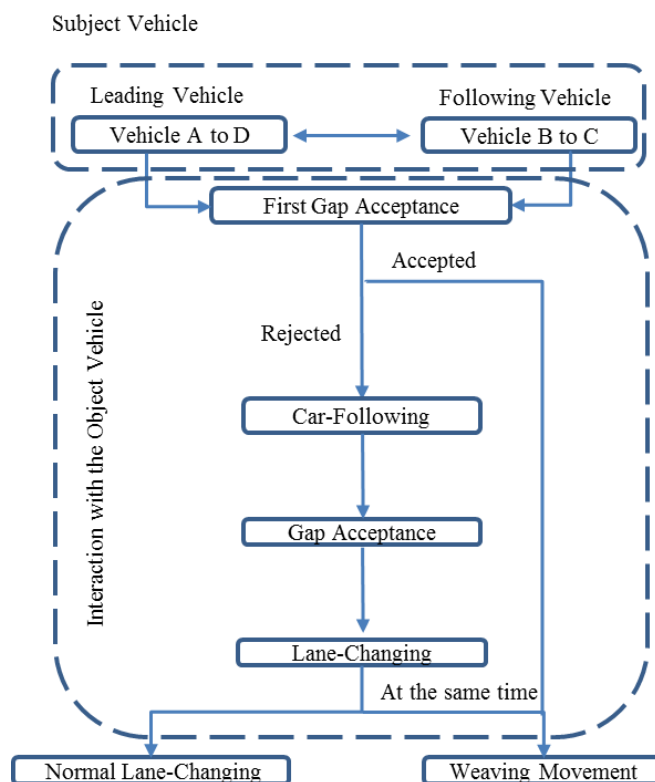 Subject Vehicle
Leading Vehicle
Following Vehicle
Vehicle A to D
Vehicle B to C
First Gap Acceptance
Accepted
Rejected
Car-Following
Interaction with the Object Vehicle
Gap Acceptance
Lane-Changing
At the same time
Normal Lane-Changing
Weaving Movement